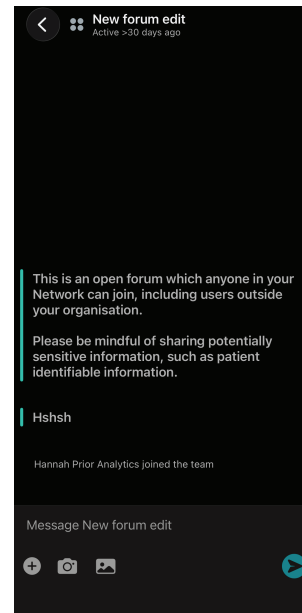 New forum edit
Active >30 days ago
This is an open forum which anyone in your
Network can join, including users outside
your organisation.
Please be mindful of sharing potentially
sensitive information, such as patient
identifiable information.
Hshsh
Hannah Prior Analytics joined the team
Message New forum edit